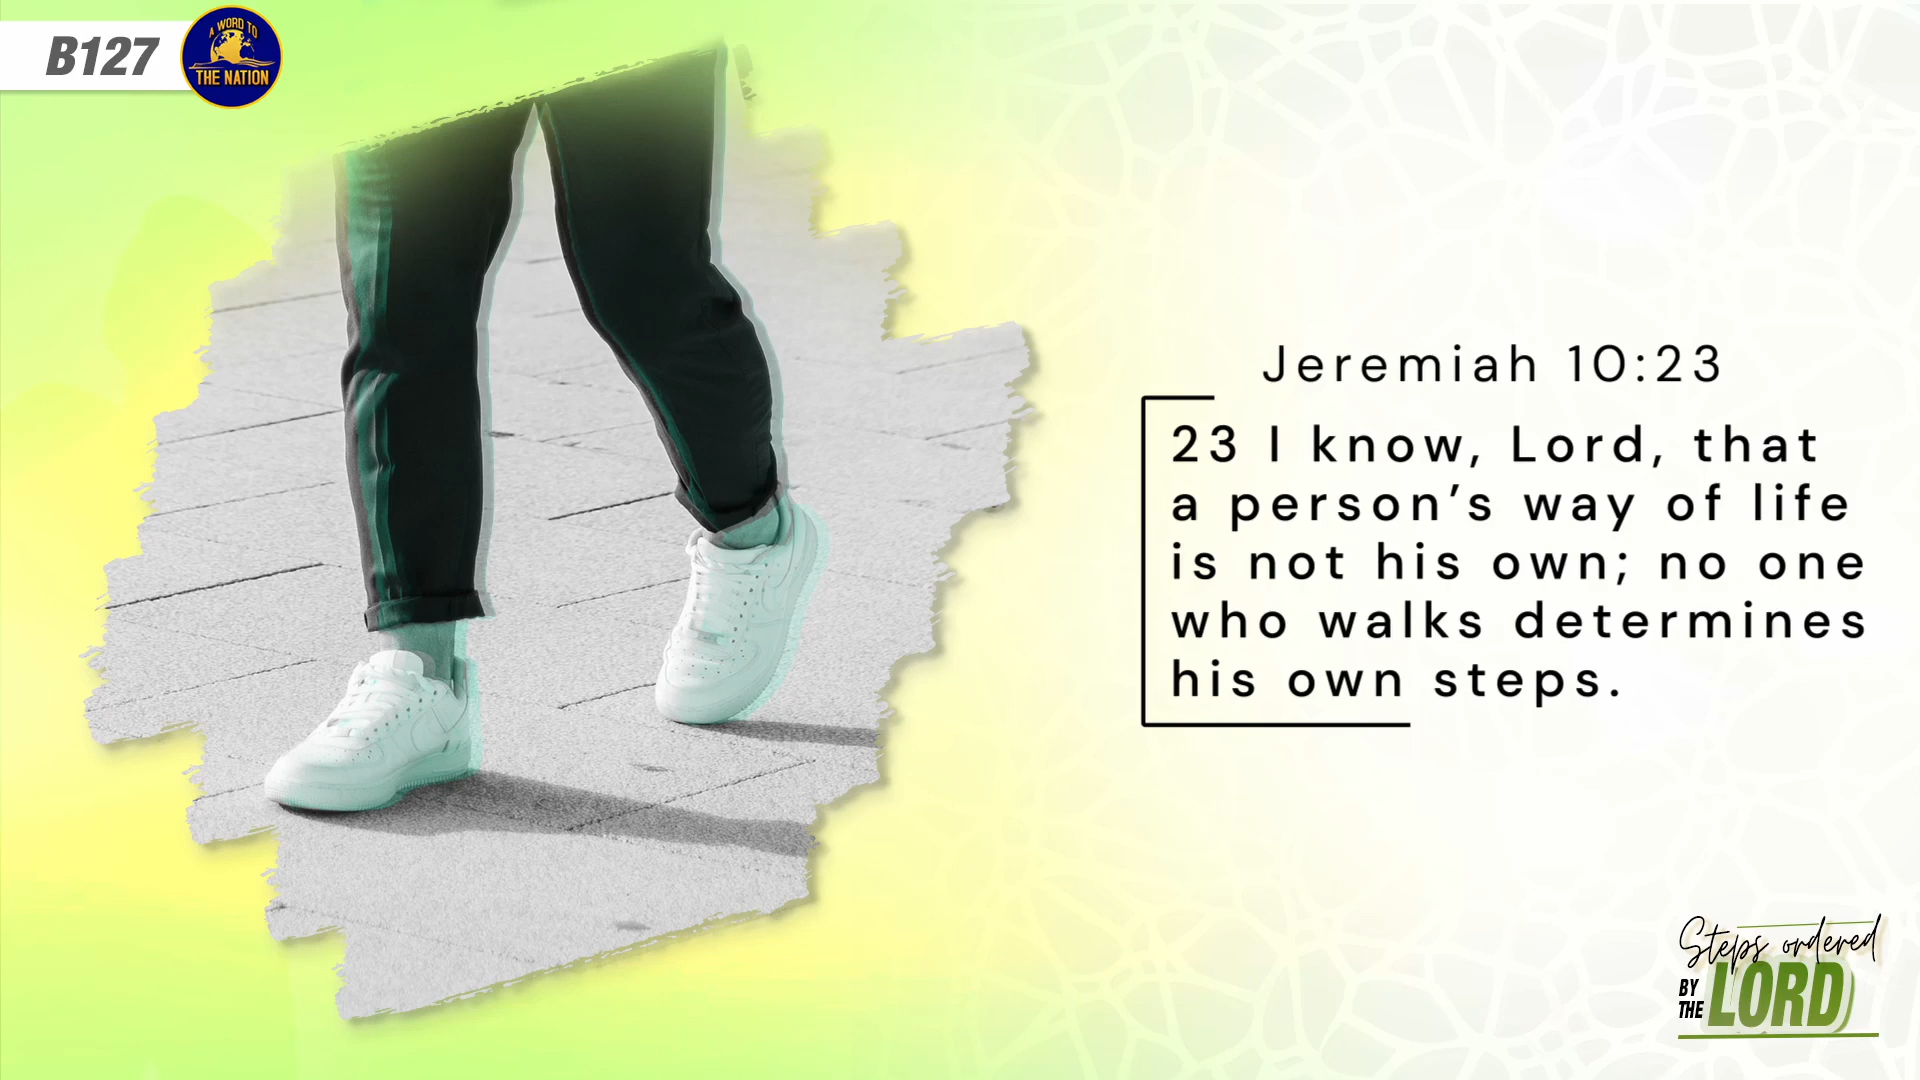 B127
A WORD TO
THE NATION
Jeremiah 10:23
23 I know, Lord, that
a person’s way of life
is not his own; no one
who walks determines
his own steps.
Steps ordered
BY
THE
LORD